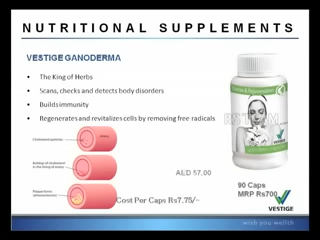 NUTRITIONAL SUPPLEMENTS
VESTIGE GANODERMA
• The King of Herbs
• Scans, checks and detects body disorders
• Builds immunity
• Regenerates and revitalizes cells by removing free radicals
AED 57.00
Cost Per Caps Rs7.75/-
90 Caps
MRP Rs700
VESTIGE
VESTIGE
wish you wellth